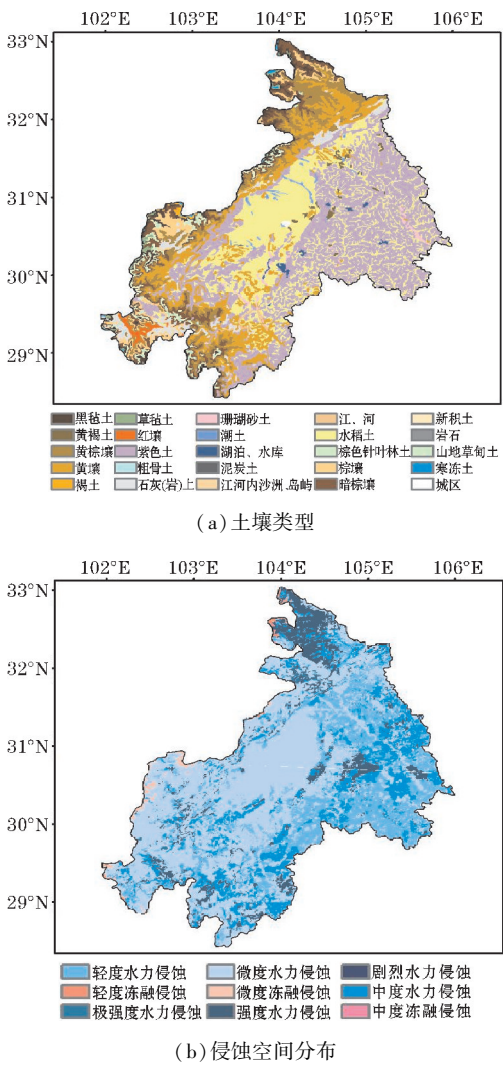 102°E 103°E 104°E 105°E 106°E
33°N
32°N
31°N
30°N
29°N
黑毡土 草毡土 珊瑚砂土 江、河 新积土
黄褐土 红壤 潮土 水稻土 岩石
黄棕壤 紫色土 湖泊、水库 棕色针叶林土 山地草甸土
黄壤 粗骨土 泥炭土 棕壤 寒冻土
褐土 石灰(岩)土 江河内沙洲、岛屿 暗棕壤 城区
(a)土壤类型
102°E 103°E 104°E 105°E 106°E
33°N
32°N
31°N
30°N
29°N
轻度水力侵蚀 微度水力侵蚀 剧烈水力侵蚀
轻度冻融侵蚀 微度冻融侵蚀 中度水力侵蚀
极强度水力侵蚀 强度水力侵蚀 中度冻融侵蚀
(b)侵蚀空间分布